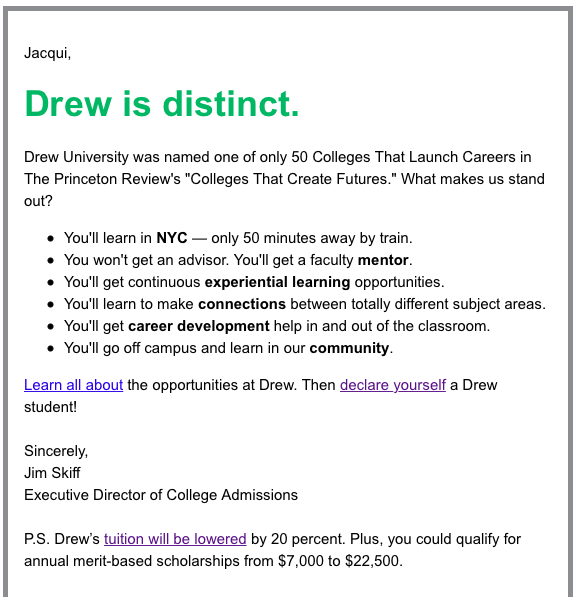 Jacqui,
Drew is distinct.
Drew University was named one of only 50 Colleges That Launch Careers in
The Princeton Review's "Colleges That Create Futures." What makes us stand
out?
• You'll learn in NYC — only 50 minutes away by train.
• You won't get an advisor. You'll get a faculty mentor.
• You'll get continuous experiential learning opportunities.
• You'll learn to make connections between totally different subject areas.
• You'll get career development help in and out of the classroom.
• You'll go off campus and learn in our community.
Learn all about the opportunities at Drew. Then declare yourself a Drew
student!
Sincerely,
Jim Skiff
Executive Director of College Admissions
P.S. Drew’s tuition will be lowered by 20 percent. Plus, you could qualify for
annual merit-based scholarships from $7,000 to $22,500.